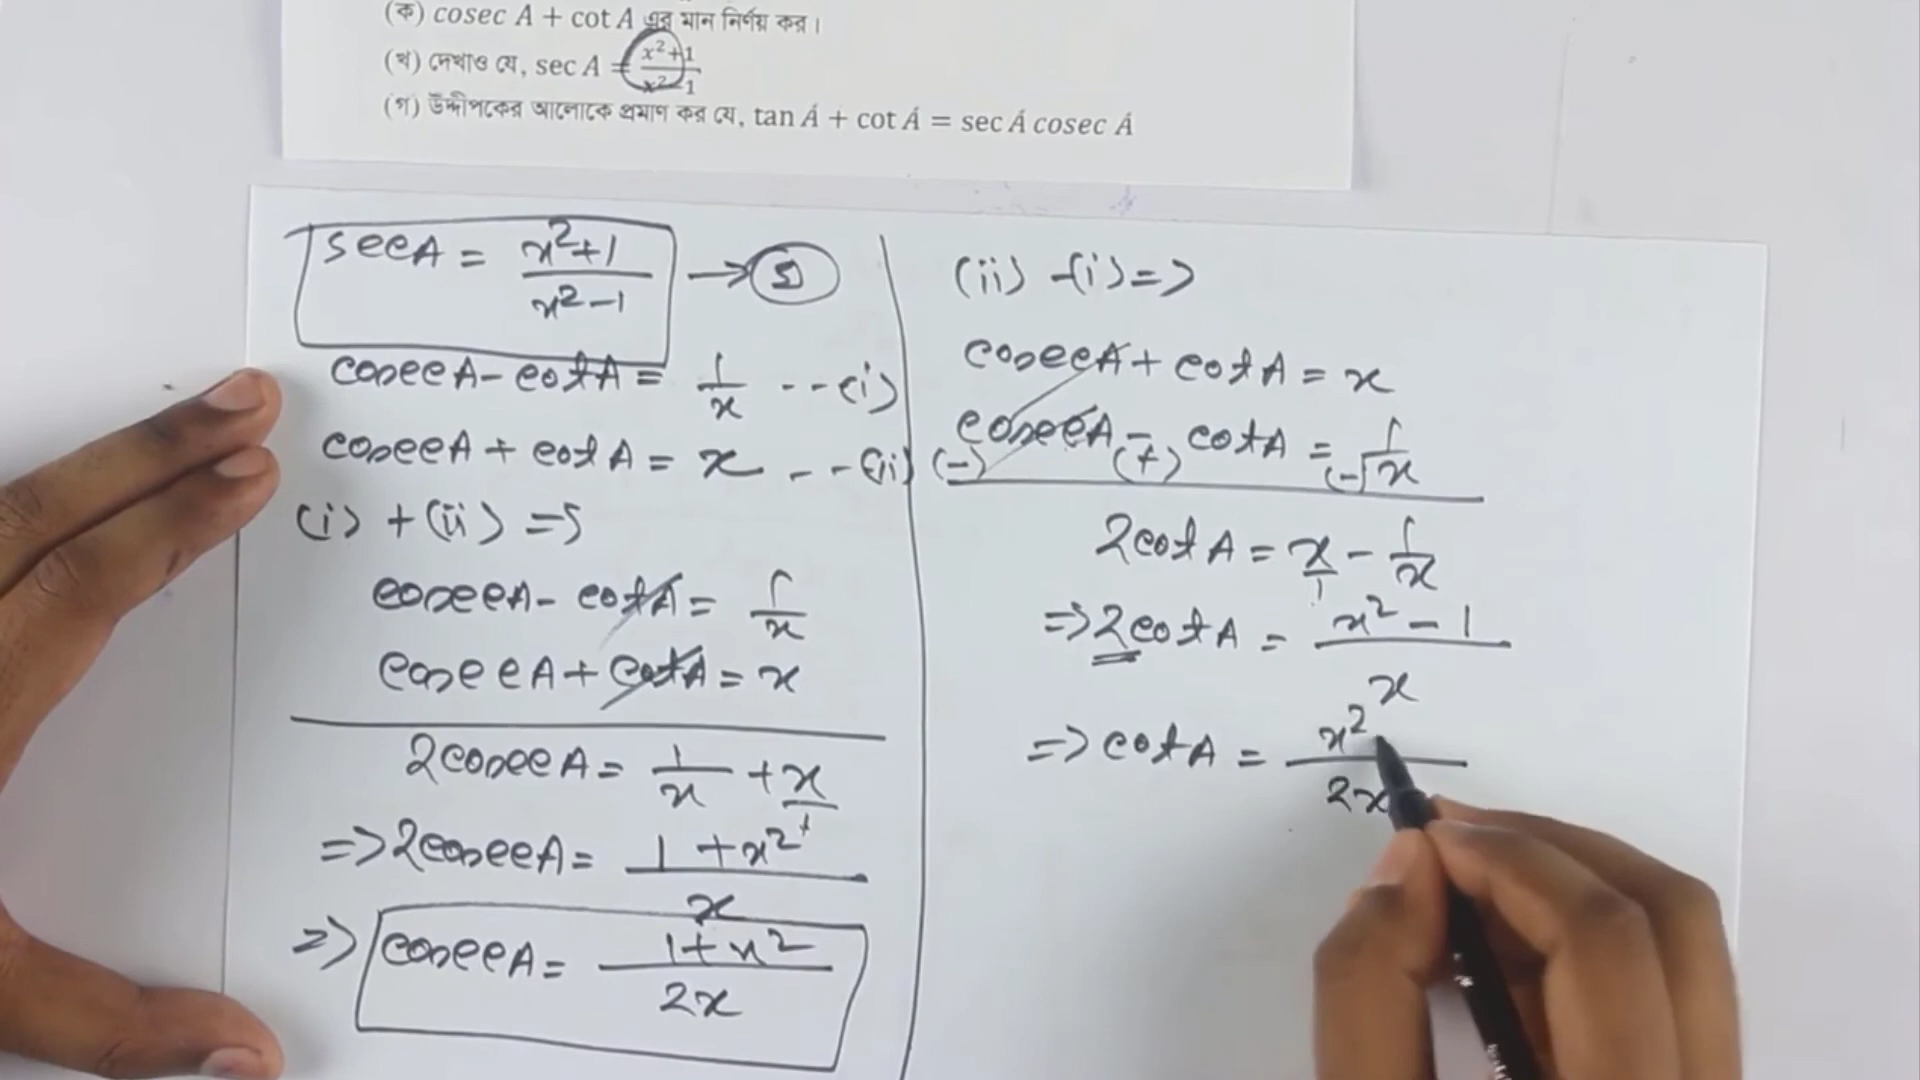 (ক) cosec A + cot A এর মান নির্ণয় কর।
(খ) দেখাও যে, sec A = x²+1/x²-1
(গ) উদ্দীপকের আলোকে প্রমাণ কর যে, tan Á + cot Á = sec Á cosec Á
secA = x²+1/x²-1 →
cosecA - cotA = 1/x --(i)
cosecA + cotA = x --(ii)
(i) + (ii) =>
cosecA - cotA = 1/x
cosecA + cotA = x
2cosecA = 1/x + x/1
=> 2cosecA = 1+x²/x
=> cosecA = 1+x²/2x
(ii) - (i) =>
cosecA + cotA = x
cosecA - cotA = 1/x
(-) (+) (-)
2cotA = x/1 - 1/x
=> 2cotA = x²-1/x
=> cotA = x²/2x